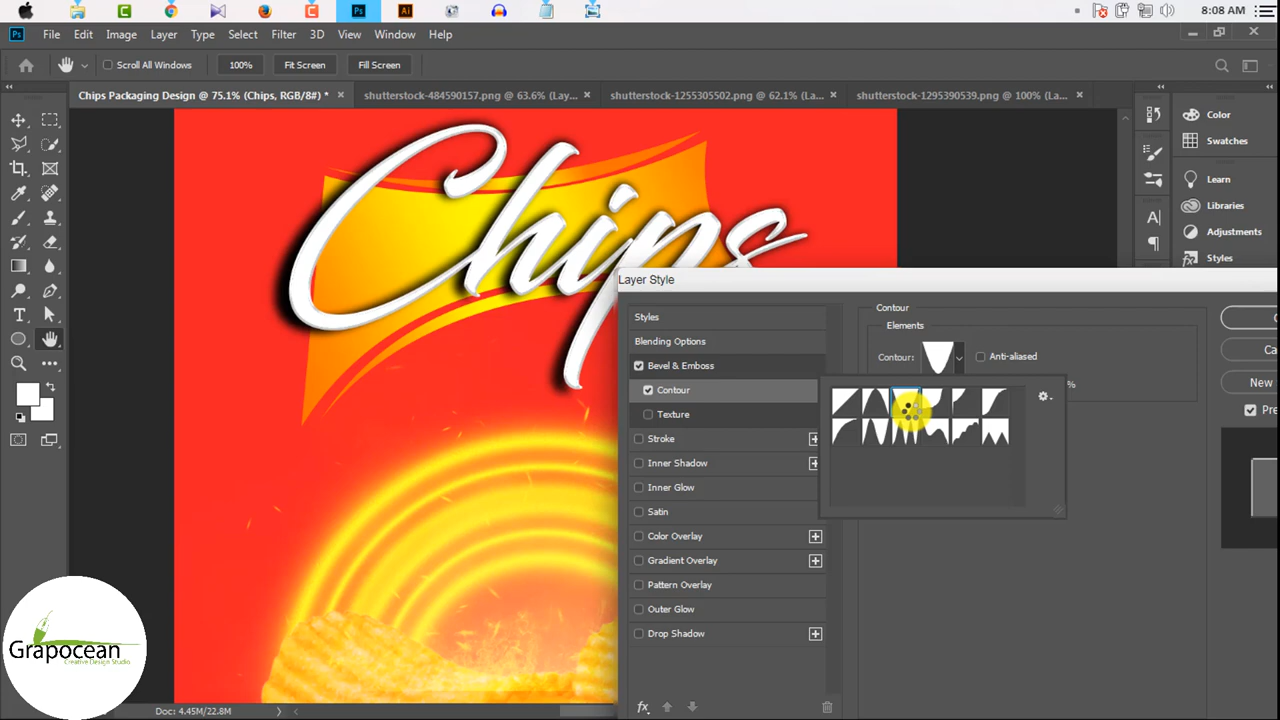 8:08 AM
Ps File Edit Image Layer Type Select Filter 3D View Window Help
Scroll All Windows 100% Fit Screen Fill Screen
Chips Packaging Design @ 75.1% (Chips, RGB/8#) * shutterstock-484590157.png @ 63.6% (Lay... shutterstock-1255305502.png @ 62.1% (La... shutterstock-1295390539.png @ 100% (La...
Color
Swatches
Learn
Libraries
Adjustments
Styles
Chips
Layer Style
Styles
Blending Options
Bevel & Emboss
Contour
Texture
Stroke
Inner Shadow
Inner Glow
Satin
Color Overlay
Gradient Overlay
Pattern Overlay
Outer Glow
Drop Shadow
fx
Contour
Elements
Contour: Anti-aliased
%
Ca
New
Pre
Grapocean
Creative Design Studio
Doc: 4.45M/22.8M